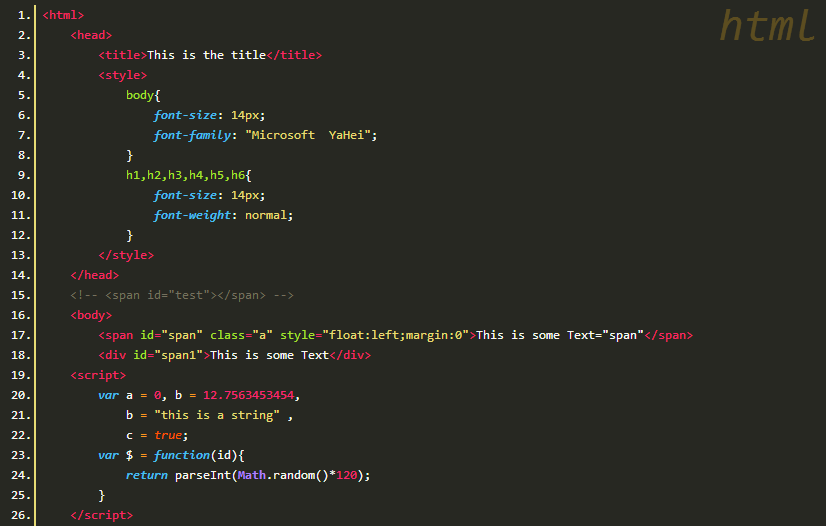 html
1. <html>
2.     <head>
3.         <title>This is the title</title>
4.         <style>
5.             body{
6.                 font-size: 14px;
7.                 font-family: "Microsoft  YaHei";
8.             }
9.             h1,h2,h3,h4,h5,h6{
10.                 font-size: 14px;
11.                 font-weight: normal;
12.             }
13.         </style>
14.     </head>
15.     <!-- <span id="test"></span> -->
16.     <body>
17.         <span id="span" class="a" style="float:left;margin:0">This is some Text="span"</span>
18.         <div id="span1">This is some Text</div>
19.     <script>
20.         var a = 0, b = 12.7563453454,
21.             b = "this is a string" ,
22.             c = true;
23.         var $ = function(id){
24.             return parseInt(Math.random()*120);
25.         }
26.     </script>